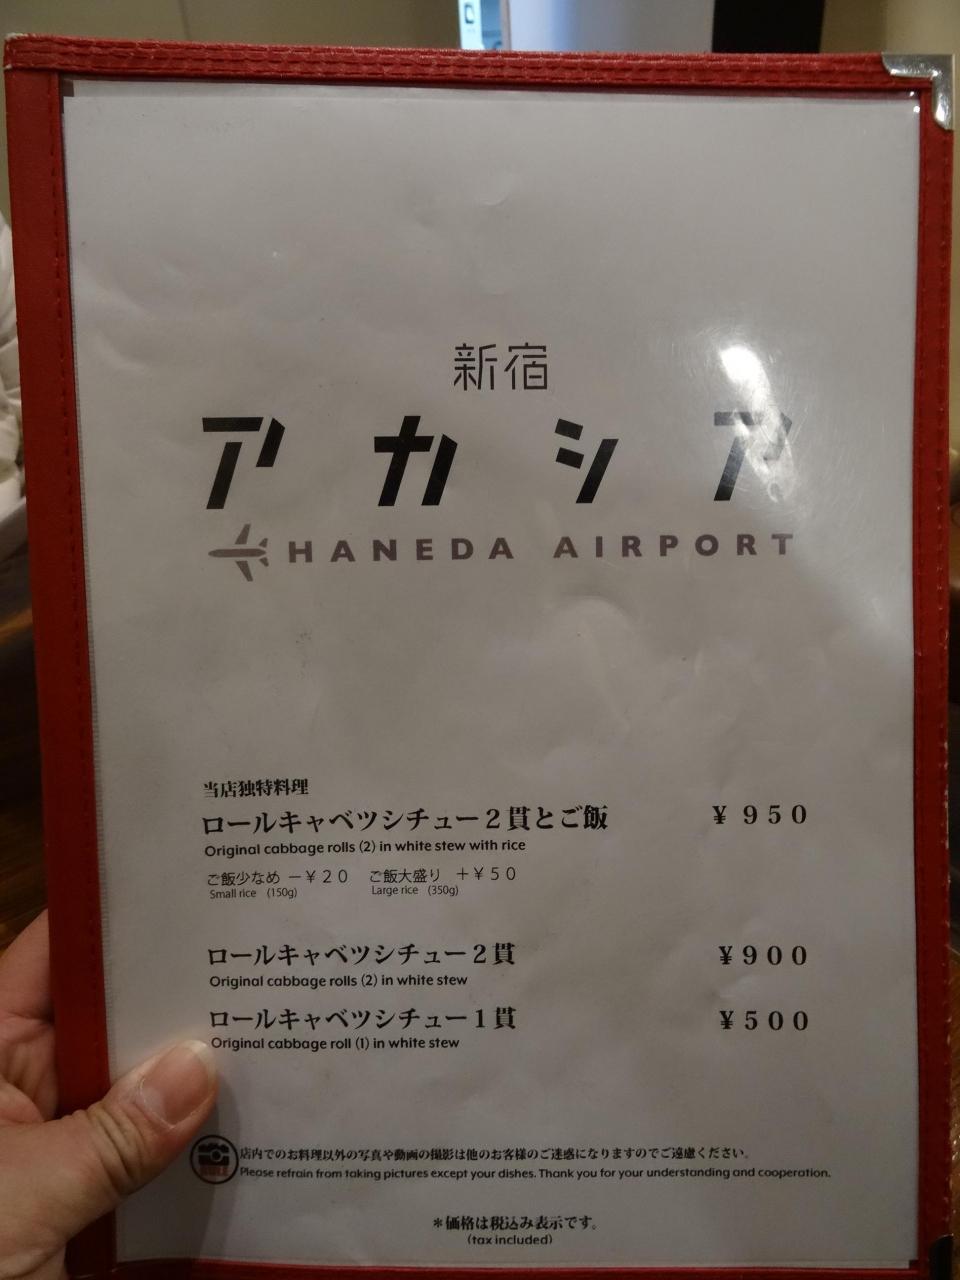 新宿
アカシア
HANEDA AIRPORT
当店独特料理
ロールキャベツシチュー２貫とご飯 ￥９５０
Original cabbage rolls (2) in white stew with rice
ご飯少なめ －￥２０ ご飯大盛り ＋￥５０
Small rice (150g) Large rice (350g)
ロールキャベツシチュー２貫 ￥９００
Original cabbage rolls (2) in white stew
ロールキャベツシチュー１貫 ￥５００
Original cabbage roll (1) in white stew
店内でのお料理以外の写真や動画の撮影は他のお客様のご迷惑になりますのでご遠慮ください。
Please refrain from taking pictures except your dishes. Thank you for your understanding and cooperation.
＊価格は税込み表示です。
(tax included)